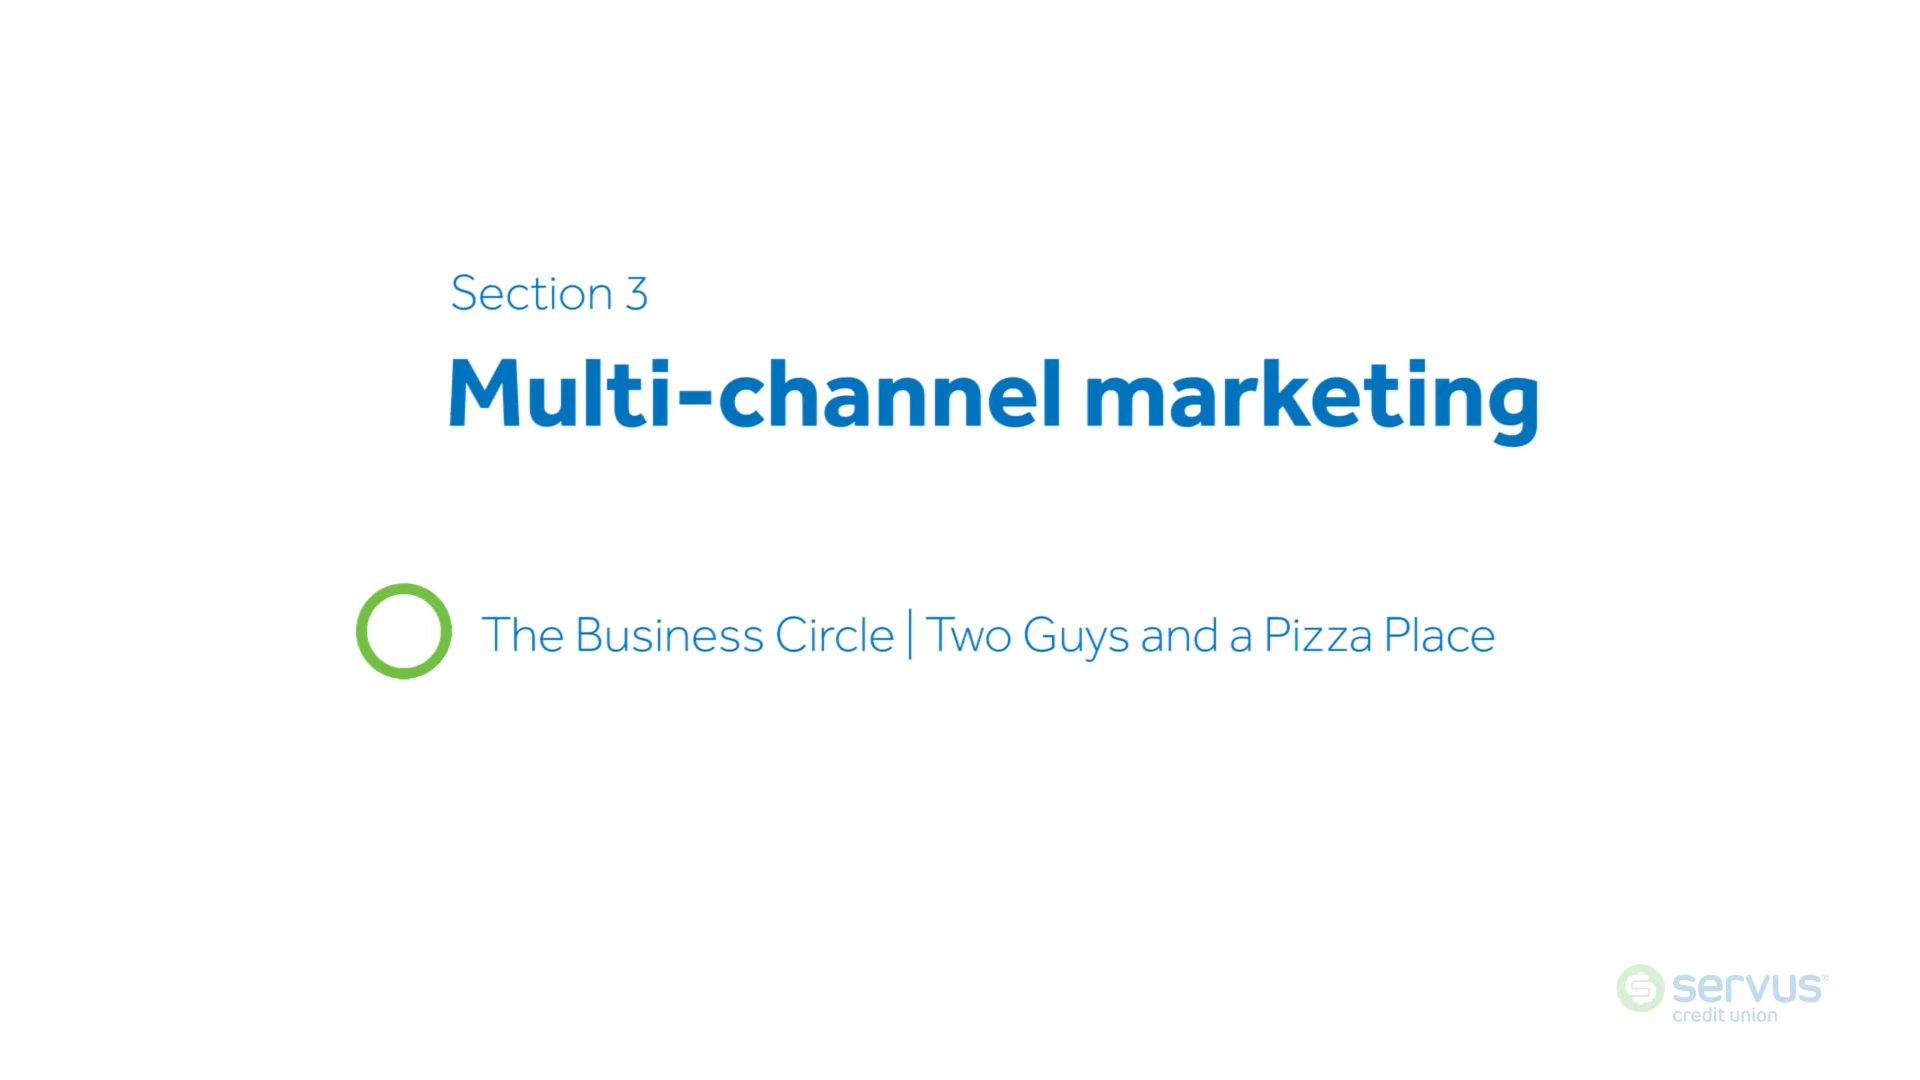 Section 3
Multi-channel marketing
The Business Circle | Two Guys and a Pizza Place
servus®
credit union